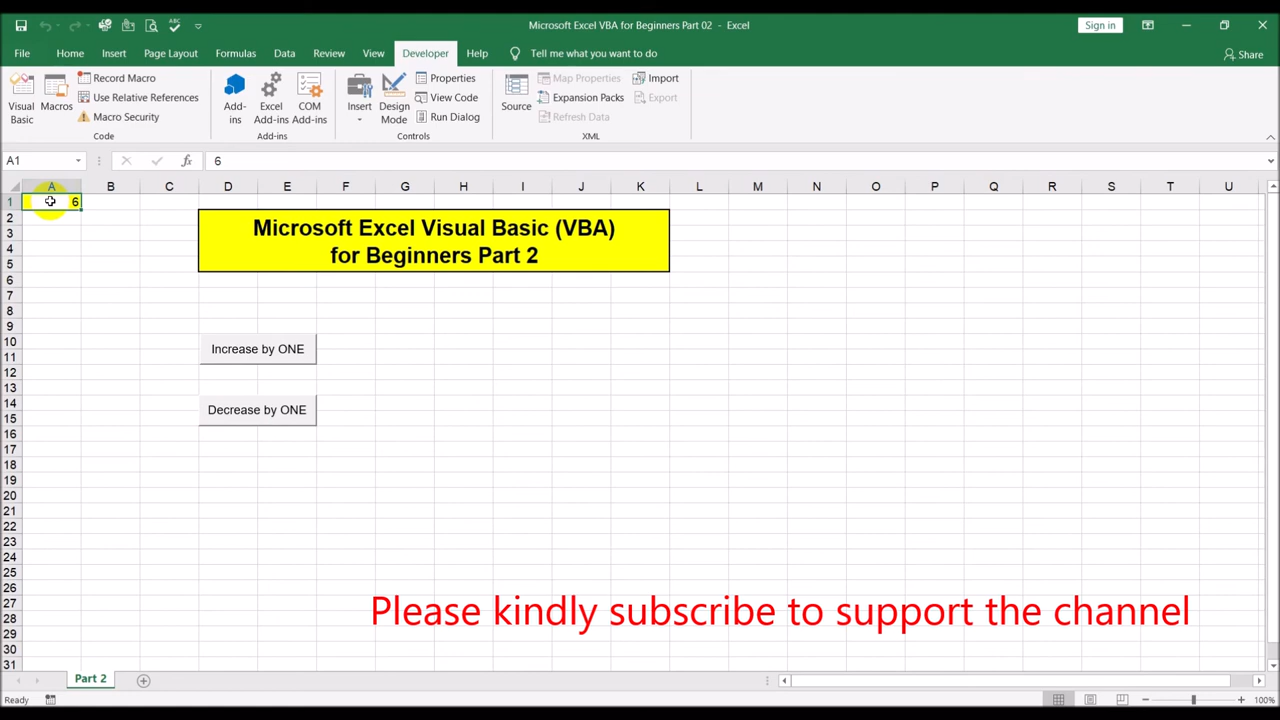 Microsoft Excel VBA for Beginners Part 02 - Excel
Sign in
File Home Insert Page Layout Formulas Data Review View Developer Help Tell me what you want to do Share
Visual Basic
Macros
Record Macro
Use Relative References
Macro Security
Code
Add-ins
Excel Add-ins
COM Add-ins
Add-ins
Insert
Design Mode
Properties
View Code
Run Dialog
Controls
Source
Map Properties
Expansion Packs
Refresh Data
Import
Export
XML
A1 fx 6
A B C D E F G H I J K L M N O P Q R S T U
1 6
2
3
4
5
6
7
8
9
10
11
12
13
14
15
16
17
18
19
20
21
22
23
24
25
26
27
28
29
30
31
Microsoft Excel Visual Basic (VBA)
for Beginners Part 2
Increase by ONE
Decrease by ONE
Please kindly subscribe to support the channel
Part 2
Ready
100%